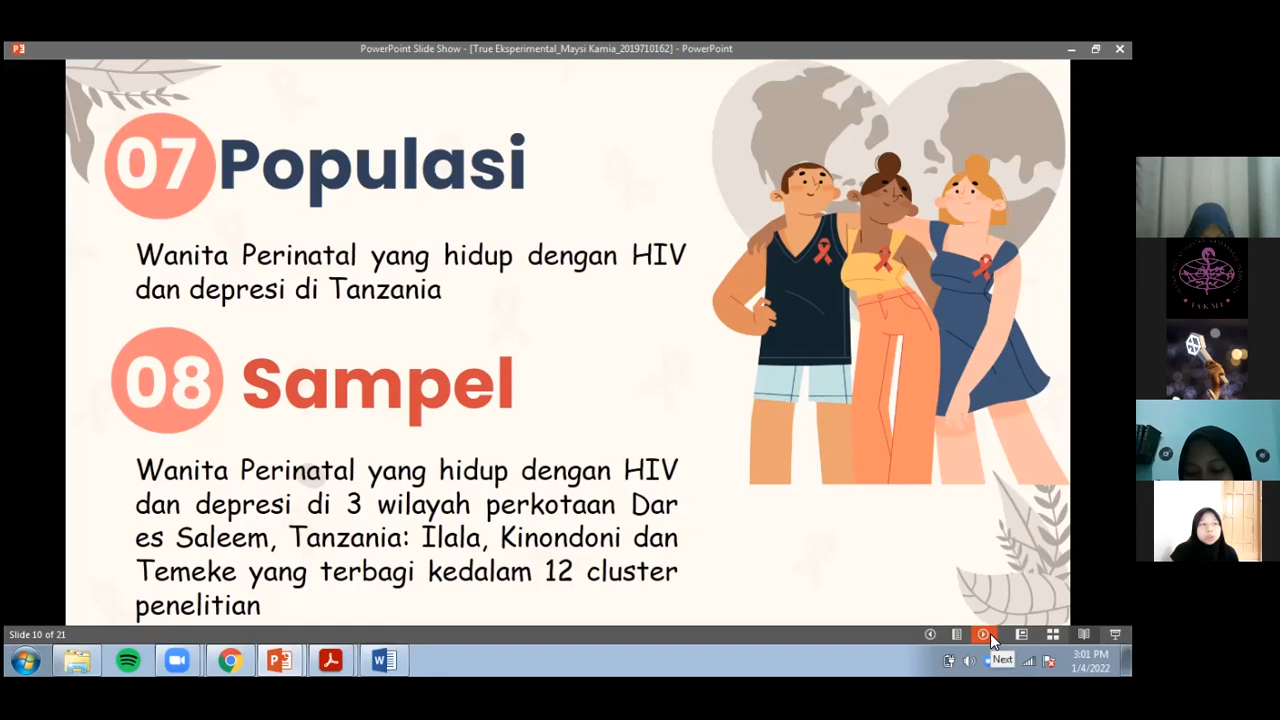 PowerPoint Slide Show - [True Eksperimental_Maysi Kamia_2019710162] - PowerPoint
07 Populasi
Wanita Perinatal yang hidup dengan HIV
dan depresi di Tanzania
08 Sampel
Wanita Perinatal yang hidup dengan HIV
dan depresi di 3 wilayah perkotaan Dar
es Saleem, Tanzania: Ilala, Kinondoni dan
Temeke yang terbagi kedalam 12 cluster
penelitian
Slide 10 of 21
Next
3:01 PM
1/4/2022